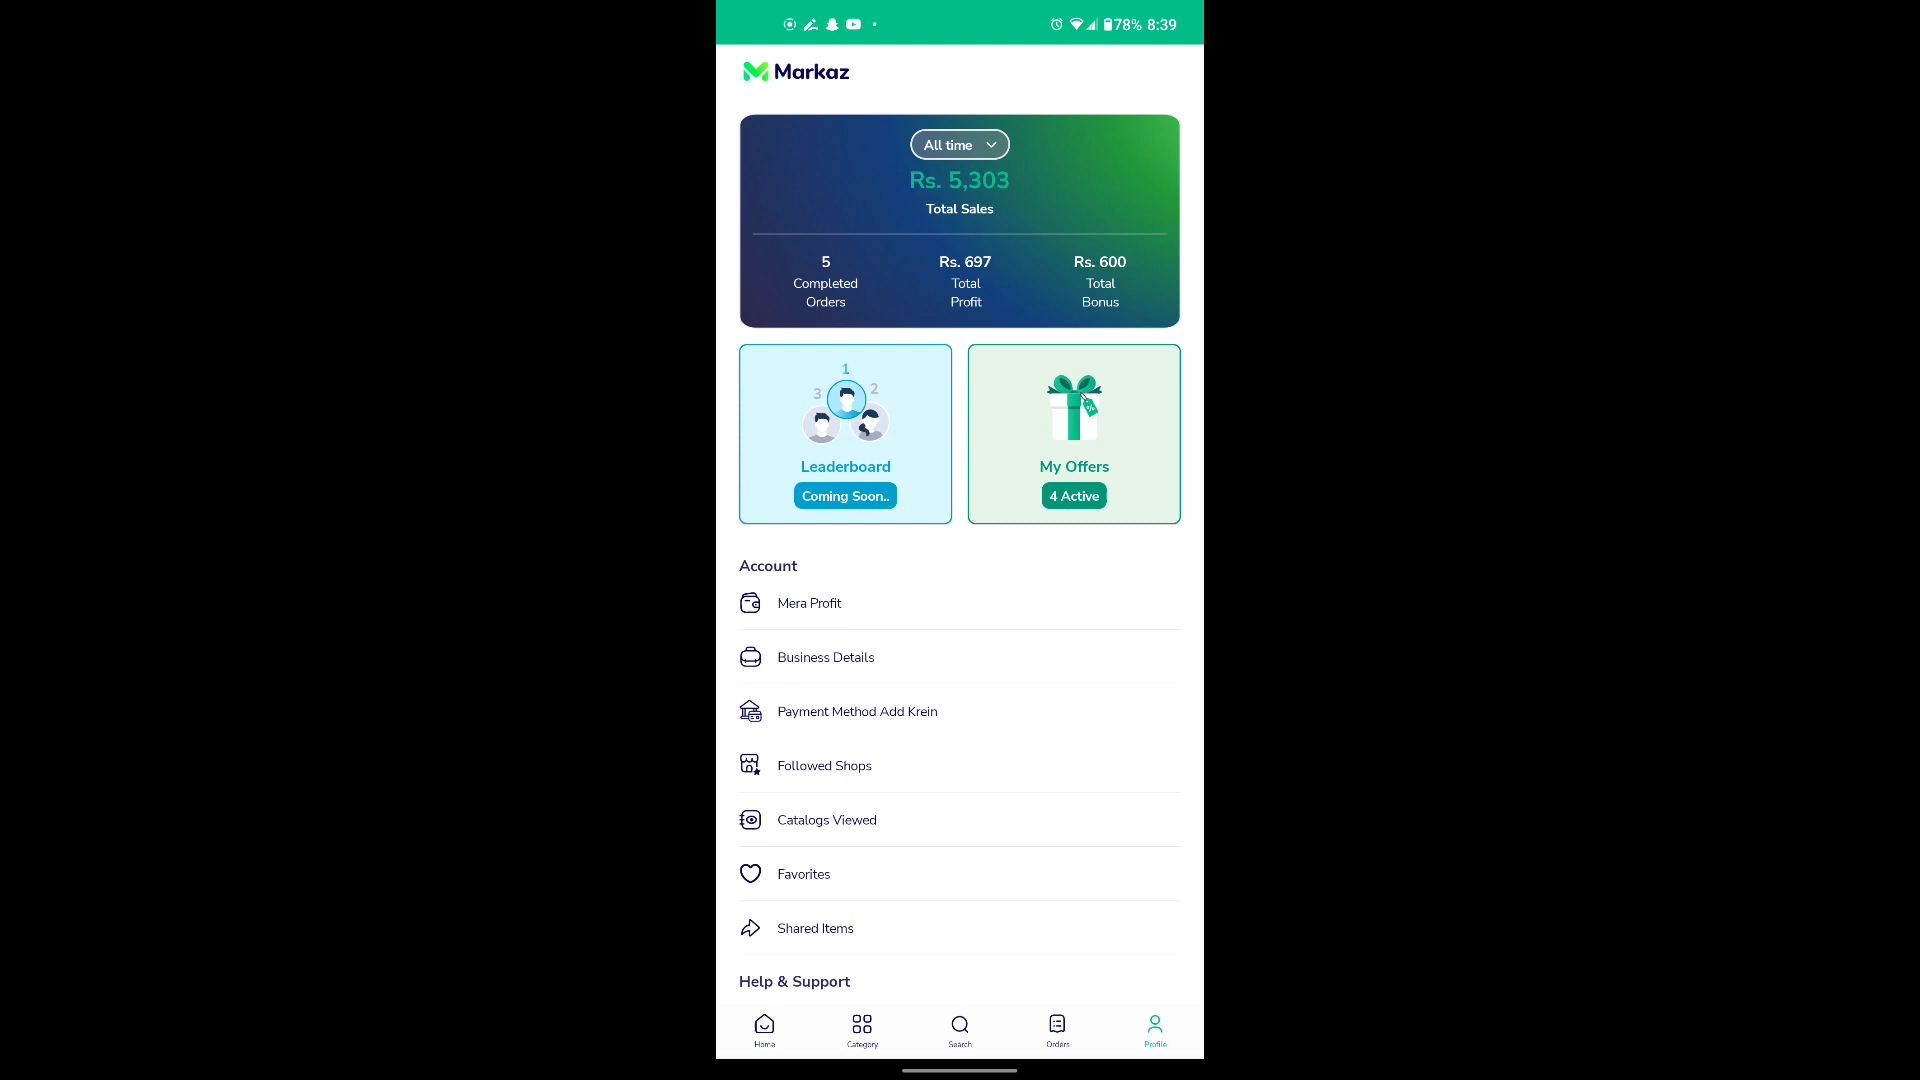 78% 8:39
Markaz
All time
Rs. 5,303
Total Sales
5
Completed
Orders
Rs. 697
Total
Profit
Rs. 600
Total
Bonus
1
3
2
Leaderboard
Coming Soon..
My Offers
4 Active
Account
Mera Profit
Business Details
Payment Method Add Krein
Followed Shops
Catalogs Viewed
Favorites
Shared Items
Help & Support
Home
Category
Search
Orders
Profile